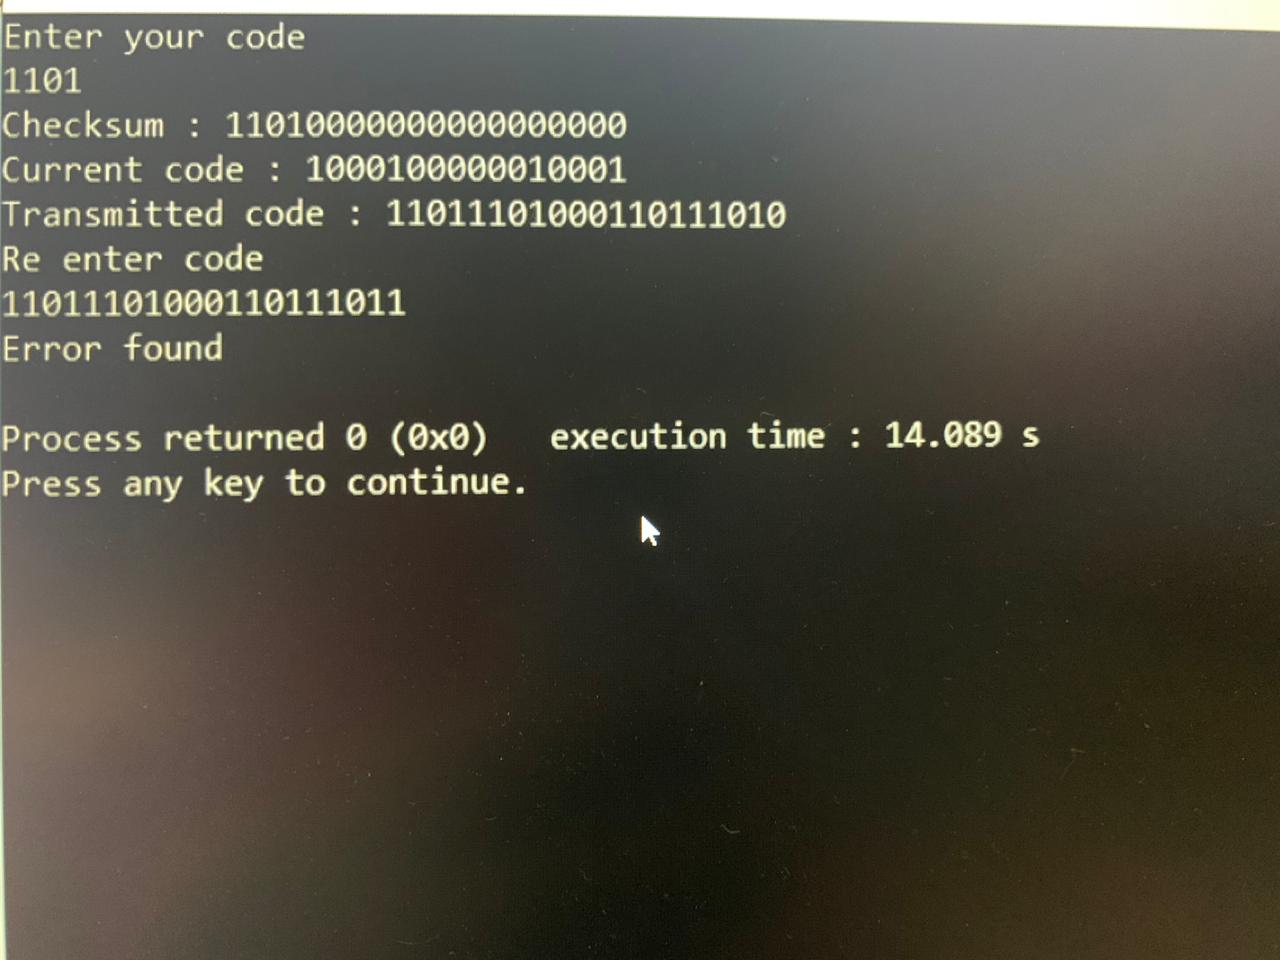 Enter your code
1101
Checksum : 11010000000000000000
Current code : 1000100000010001
Transmitted code : 11011101000110111010
Re enter code
11011101000110111011
Error found
Process returned 0 (0x0)   execution time : 14.089 s
Press any key to continue.